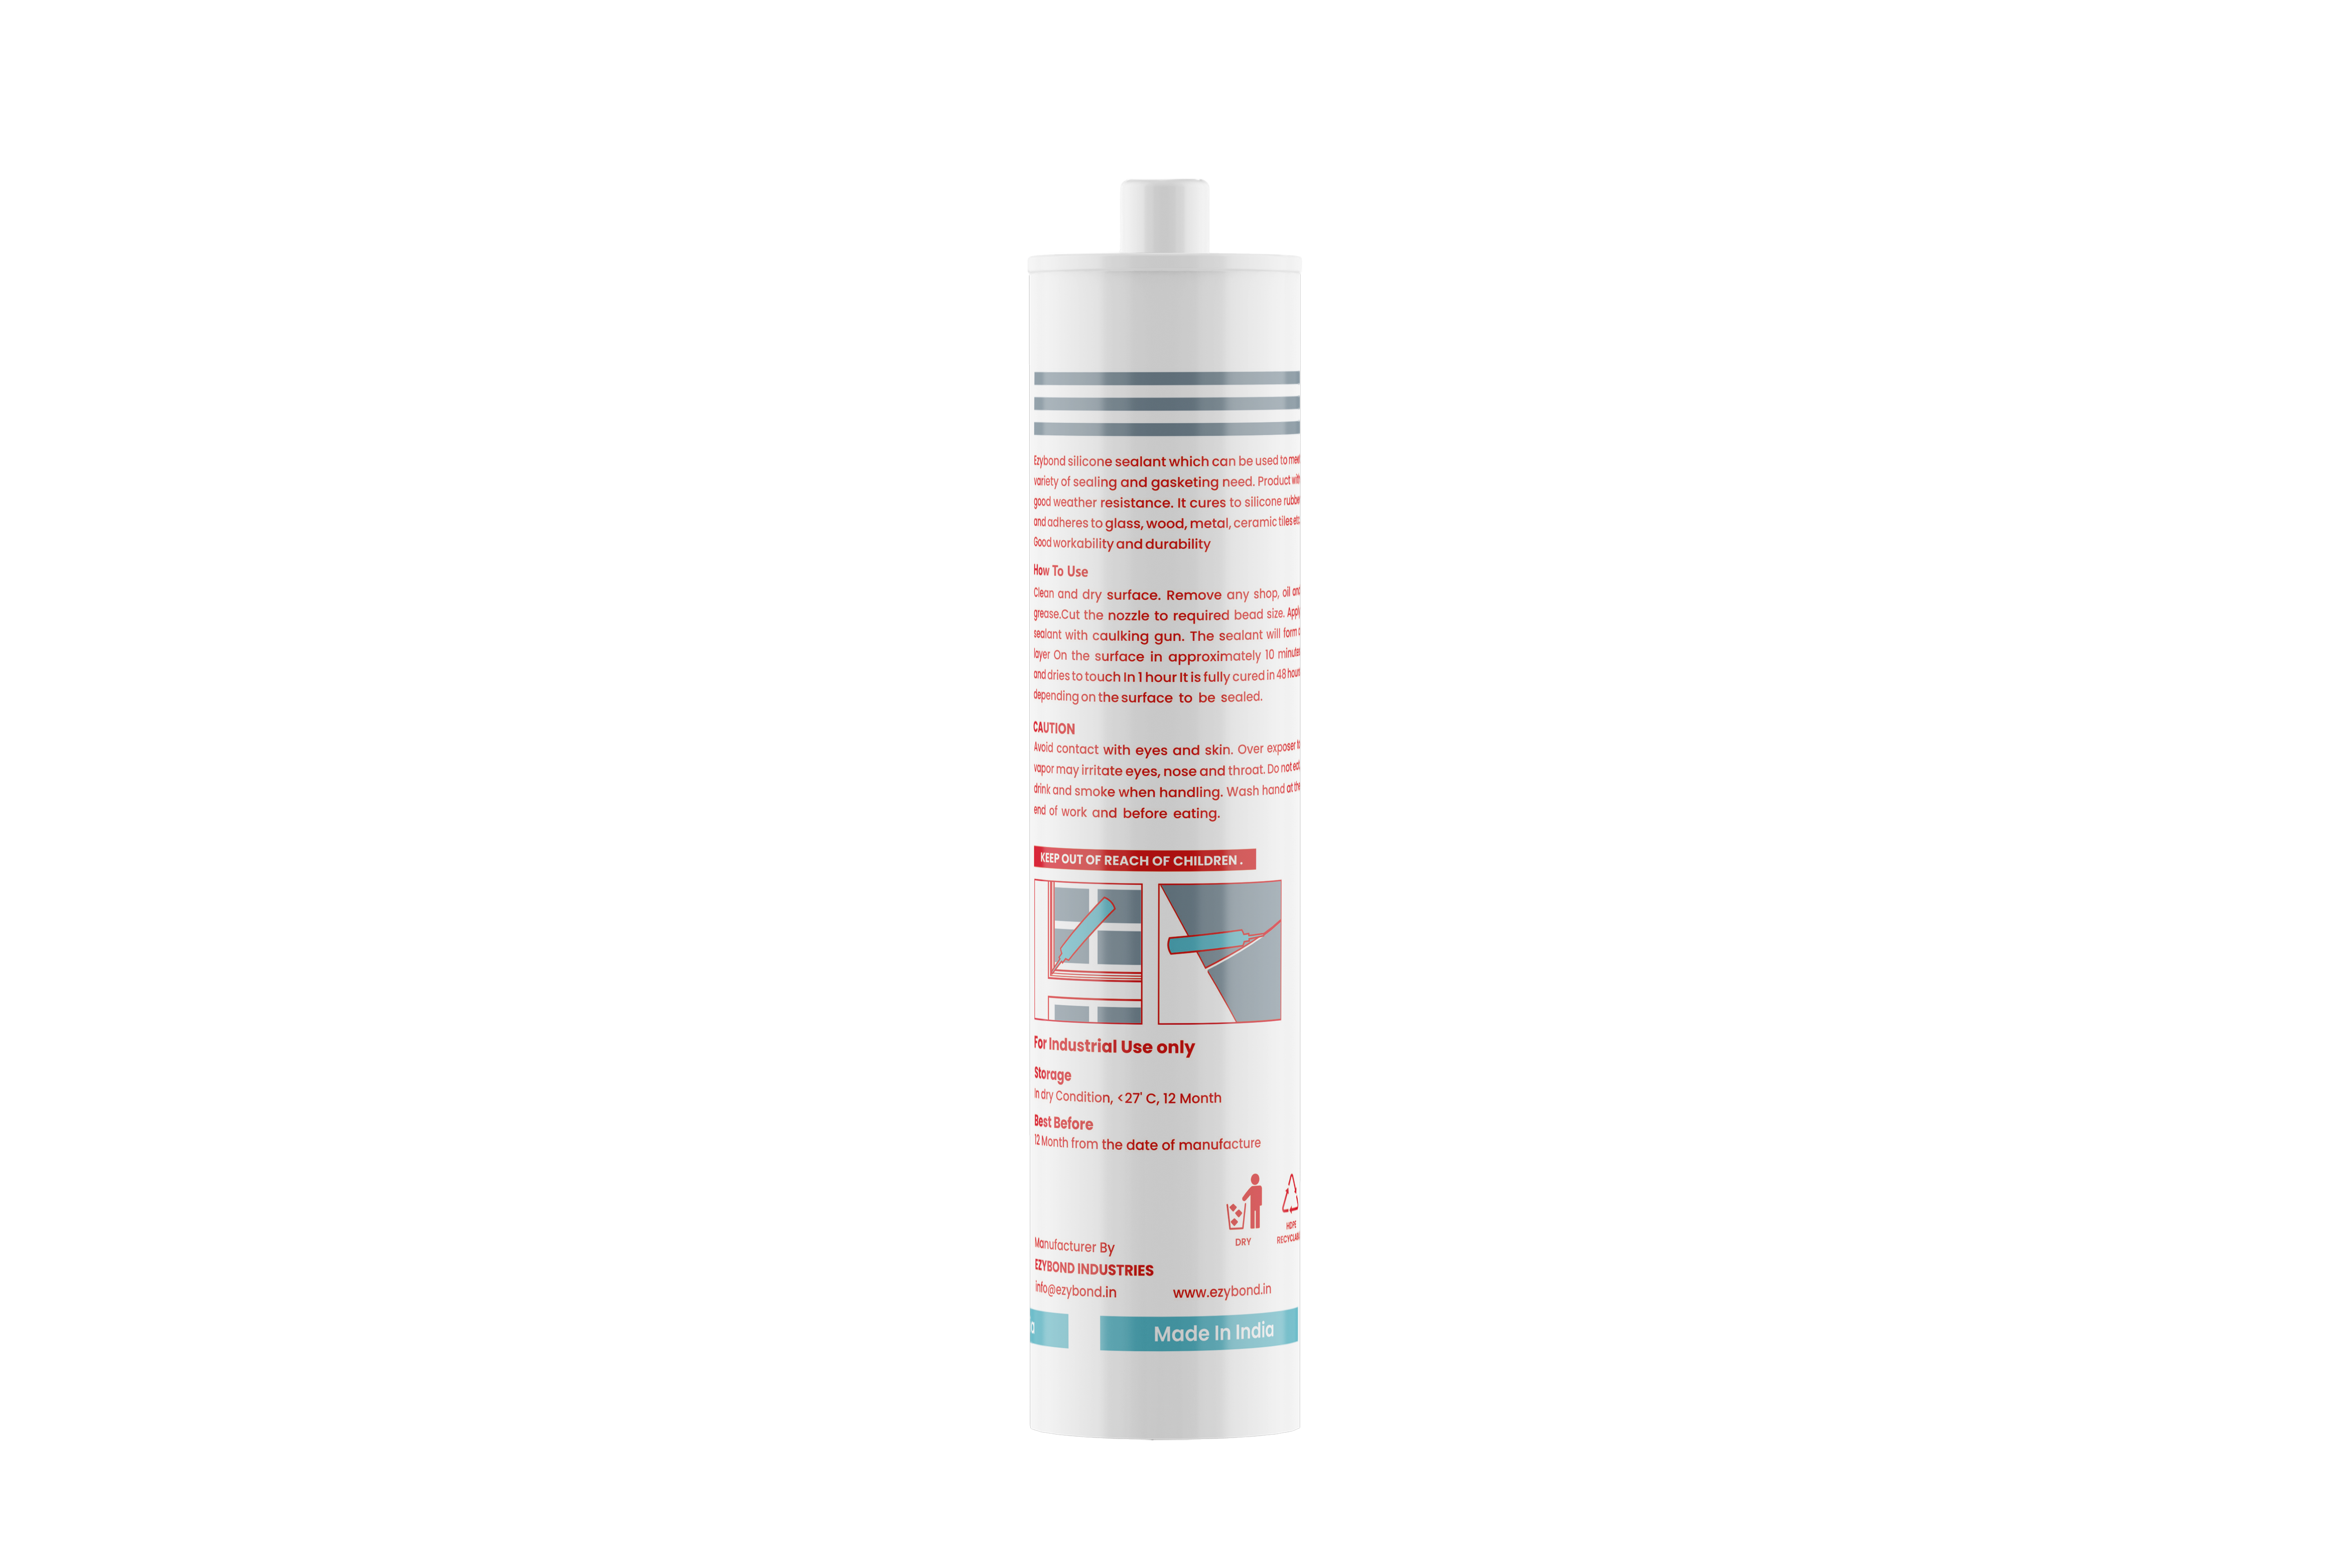 Ezybond silicone sealant which can be used to meet
variety of sealing and gasketing need. Product with
good weather resistance. It cures to silicone rubber
and adheres to glass, wood, metal, ceramic tiles etc
Good workability and durability
How To Use
Clean and dry surface. Remove any shop, oil and
grease.Cut the nozzle to required bead size. Apply
sealant with caulking gun. The sealant will form a
layer On the surface in approximately 10 minutes
and dries to touch In 1 hour It is fully cured in 48 hours
depending on the surface to be sealed.
CAUTION
Avoid contact with eyes and skin. Over exposer to
vapor may irritate eyes, nose and throat. Do not eat,
drink and smoke when handling. Wash hand at the
end of work and before eating.
KEEP OUT OF REACH OF CHILDREN .
For Industrial Use only
Storage
In dry Condition, <27' C, 12 Month
Best Before
12 Month from the date of manufacture
DRY
HDPE
Manufacturer By
EZYBOND INDUSTRIES
info@ezybond.in www.ezybond.in
Made In India